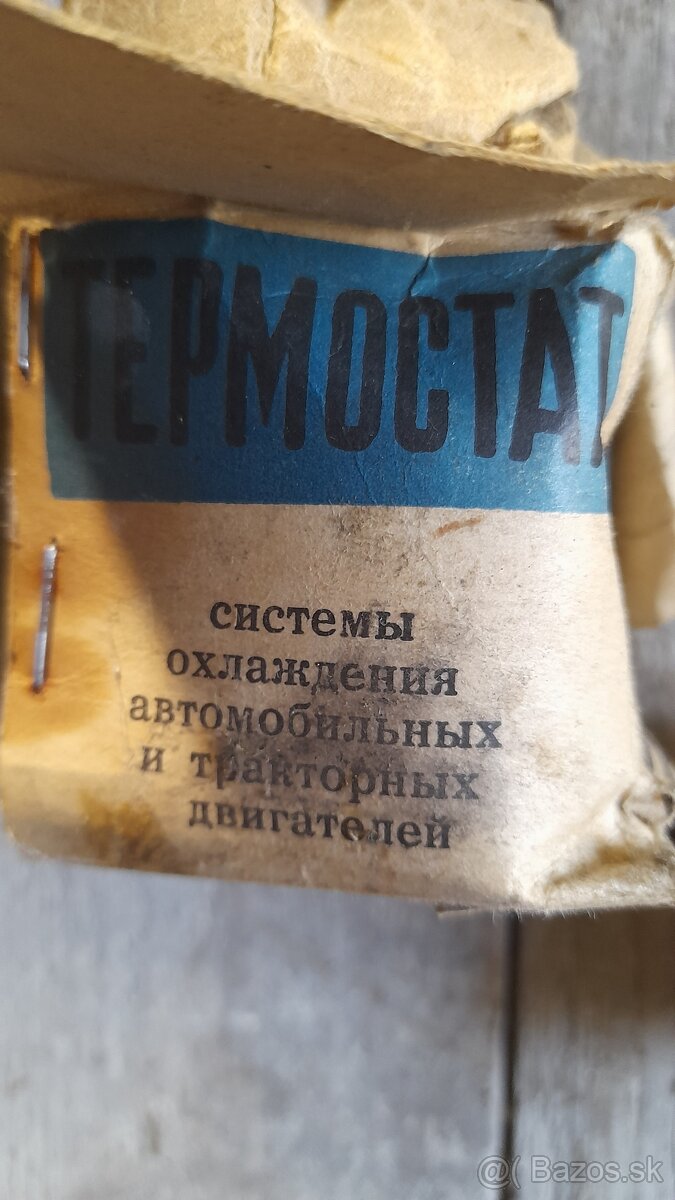 ТЕРМОСТАТ
системы
охлаждения
автомобильных
и тракторных
двигателей
@( Bazos.sk